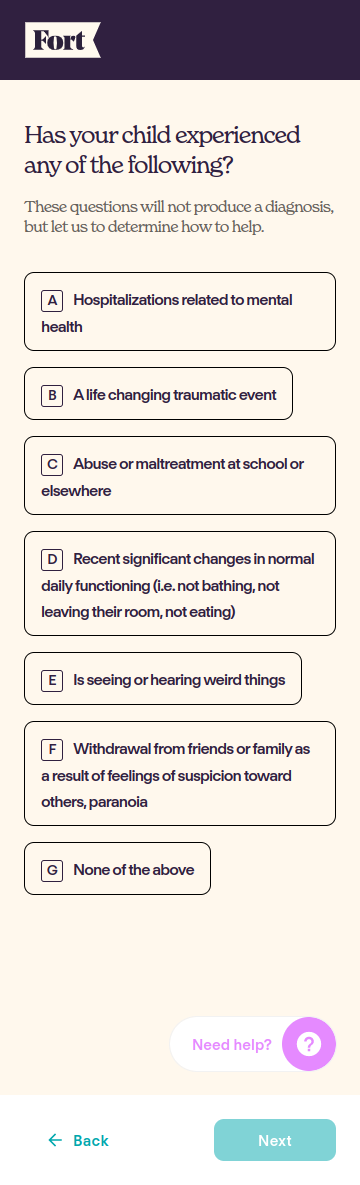 Fort
Has your child experienced
any of the following?
These questions will not produce a diagnosis,
but let us to determine how to help.
A Hospitalizations related to mental
health
B A life changing traumatic event
C Abuse or maltreatment at school or
elsewhere
D Recent significant changes in normal
daily functioning (i.e. not bathing, not
leaving their room, not eating)
E Is seeing or hearing weird things
F Withdrawal from friends or family as
a result of feelings of suspicion toward
others, paranoia
G None of the above
Need help? ?
← Back Next